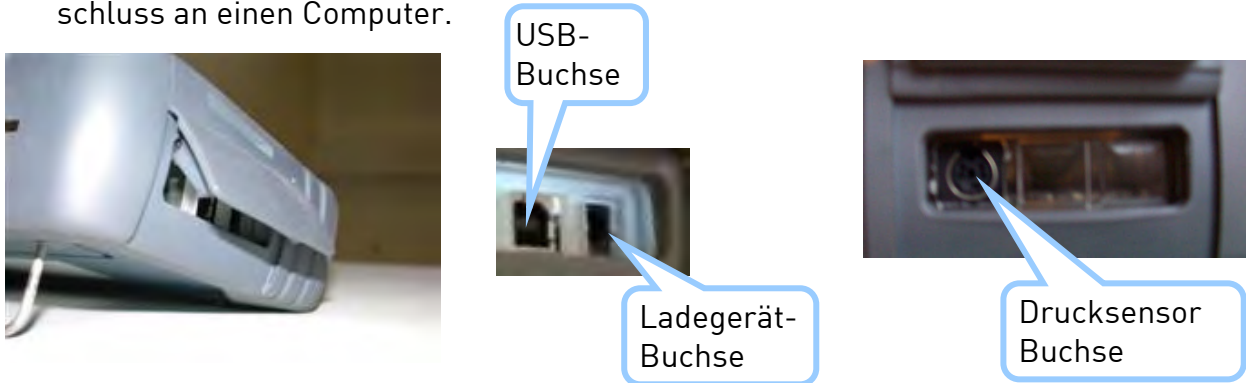 schluss an einen Computer.
USB-
Buchse
Ladegerät-
Buchse
Drucksensor
Buchse